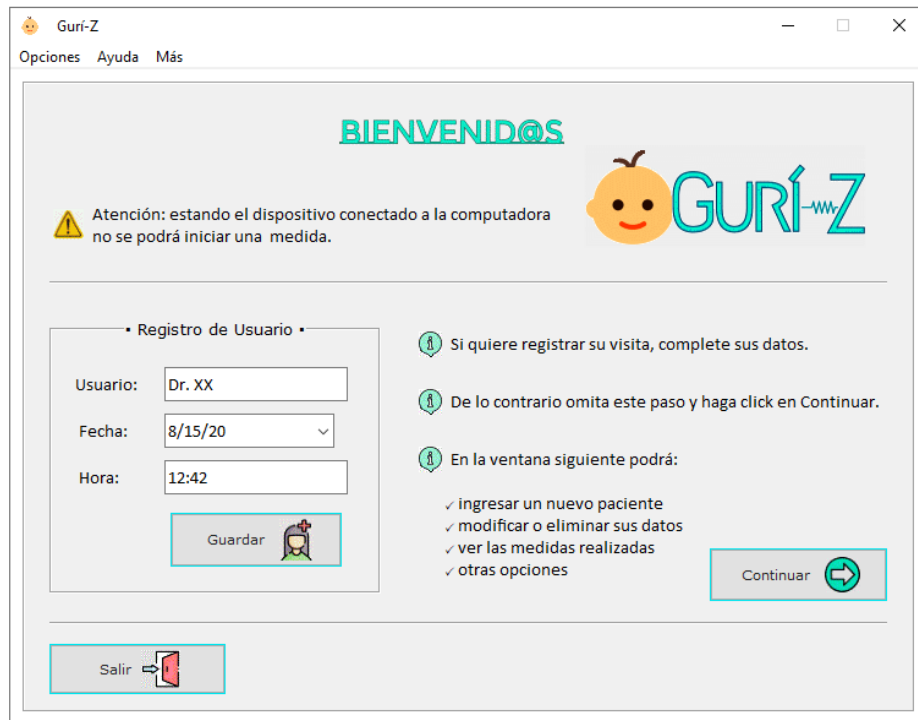 Gurí-Z
Opciones Ayuda Más
BIENVENID@S
GURÍ-Z
Atención: estando el dispositivo conectado a la computadora
no se podrá iniciar una medida.
• Registro de Usuario •
Usuario: Dr. XX
Fecha: 8/15/20
Hora: 12:42
Guardar
Si quiere registrar su visita, complete sus datos.
De lo contrario omita este paso y haga click en Continuar.
En la ventana siguiente podrá:
✓ ingresar un nuevo paciente
✓ modificar o eliminar sus datos
✓ ver las medidas realizadas
✓ otras opciones
Continuar
Salir